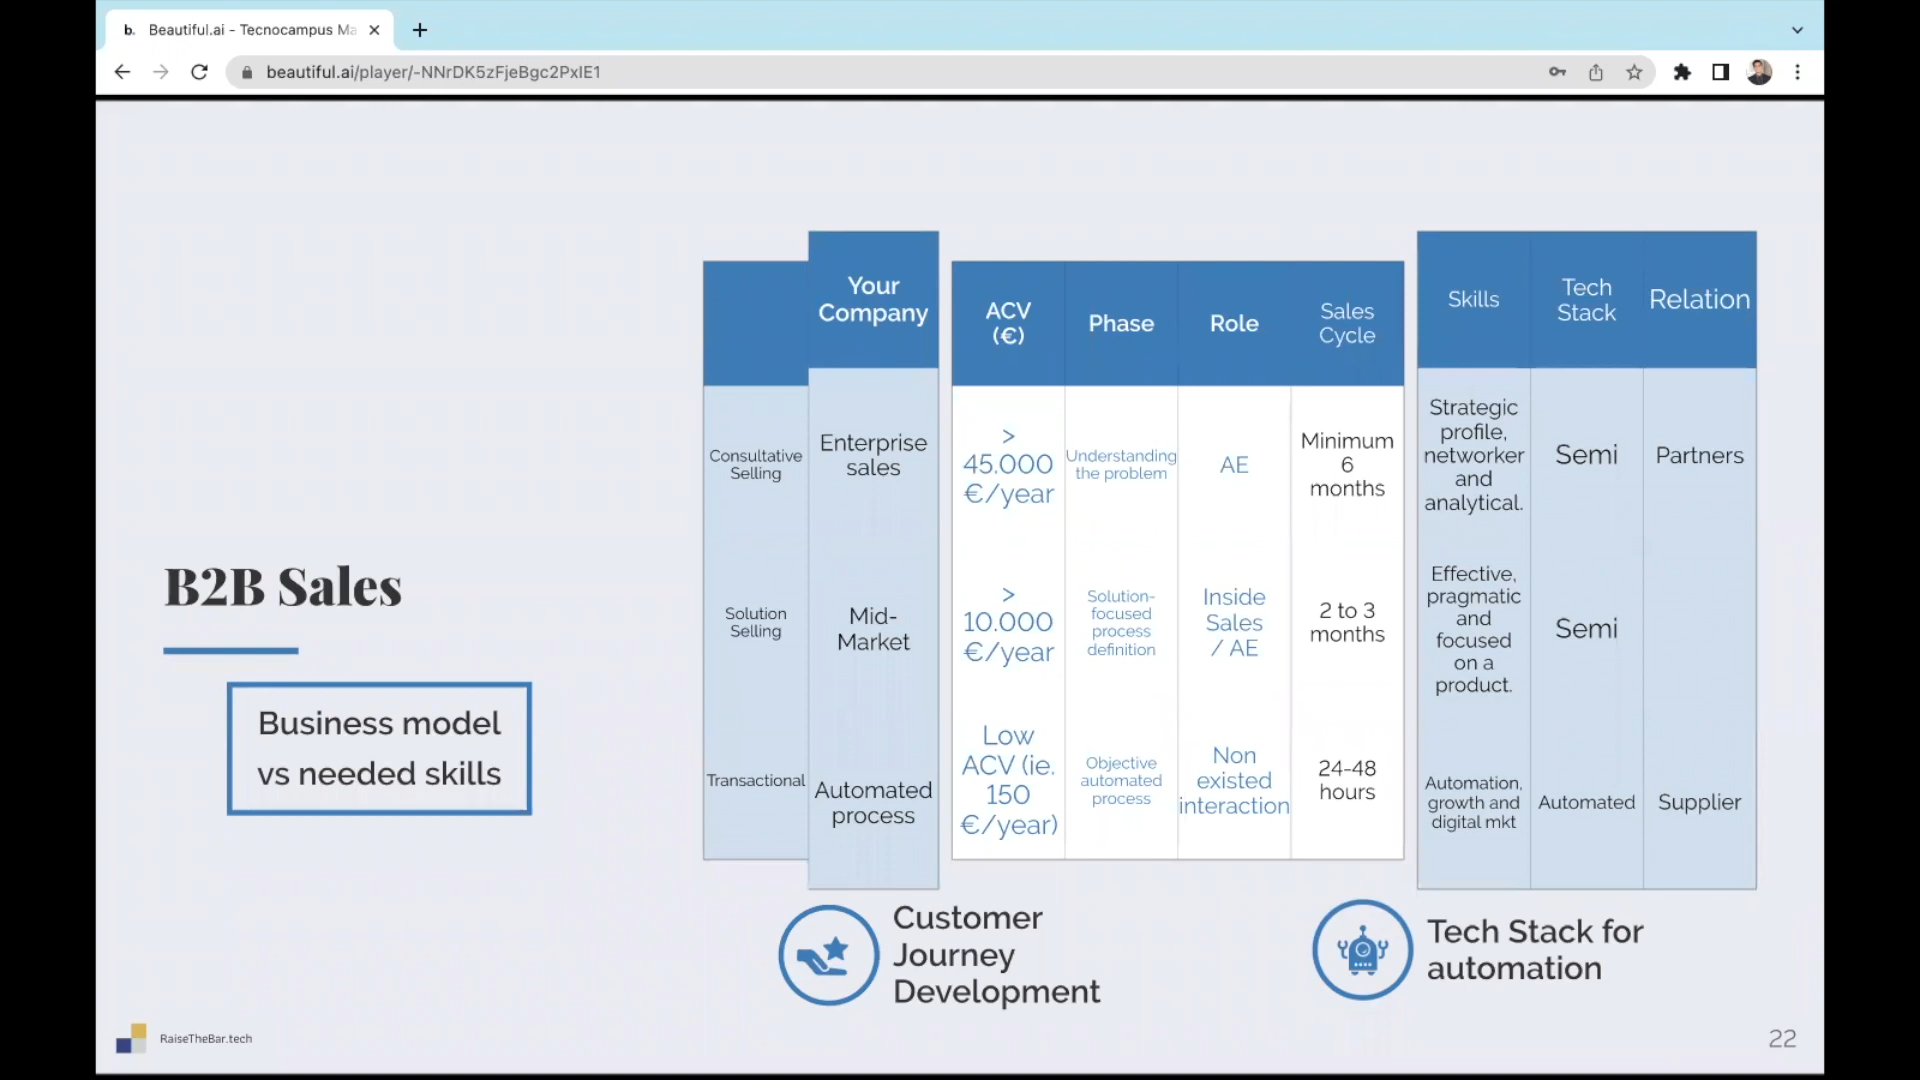 b. Beautiful.ai - Tecnocampus Ma
beautiful.ai/player/-NNrDK5zFjeBgc2PxIE1
B2B Sales
Business model
vs needed skills
Your
Company
ACV
(€)
Phase
Role
Sales
Cycle
Skills
Tech
Stack
Relation
Consultative
Selling
Enterprise
sales
>
45.000
€/year
Understanding
the problem
AE
Minimum
6
months
Strategic
profile,
networker
and
analytical.
Semi
Partners
Solution
Selling
Mid-
Market
>
10.000
€/year
Solution-
focused
process
definition
Inside
Sales
/ AE
2 to 3
months
Effective,
pragmatic
and
focused
on a
product.
Semi
Transactional
Automated
process
Low
ACV (ie.
150
€/year)
Objective
automated
process
Non
existed
interaction
24-48
hours
Automation,
growth and
digital mkt
Automated
Supplier
Customer
Journey
Development
Tech Stack for
automation
RaiseTheBar.tech
22